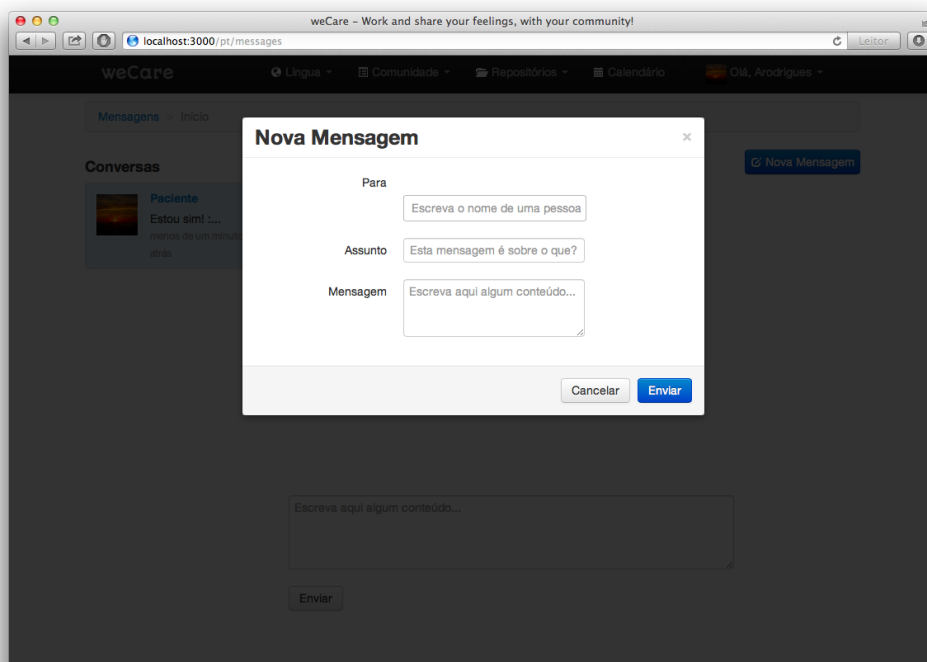 weCare – Work and share your feelings, with your community!
localhost:3000/pt/messages
Leitor
weCare
Língua
Comunidade
Repositórios
Calendário
Olá, Arodrigues
Mensagens > Início
Nova Mensagem
×
Conversas
Nova Mensagem
Paciente
Estou sim! :...
menos de um minuto
atrás
Para
Escreva o nome de uma pessoa
Assunto
Esta mensagem é sobre o que?
Mensagem
Escreva aqui algum conteúdo...
Cancelar
Enviar
Escreva aqui algum conteúdo...
Enviar